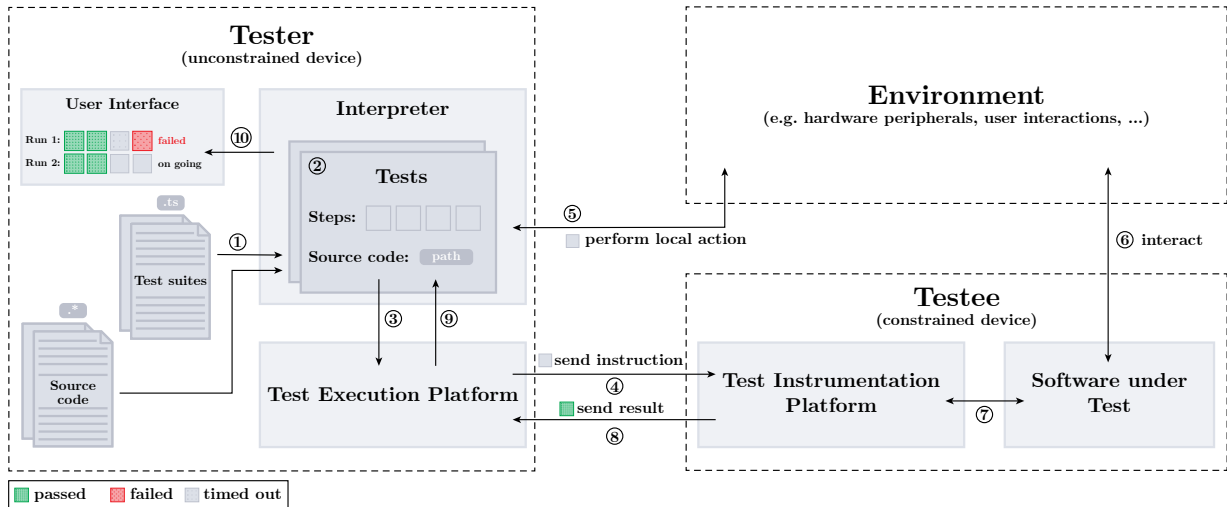 Tester
(unconstrained device)
User Interface
Run 1:
failed
Run 2:
on going
⑩
Interpreter
②
Tests
Steps:
Source code:
path
.ts
①
Test suites
.*
Source
code
③
⑨
Test Execution Platform
⑤
perform local action
send instruction
④
send result
⑧
Environment
(e.g. hardware peripherals, user interactions, ...)
⑥ interact
Testee
(constrained device)
Test Instrumentation
Platform
⑦
Software under
Test
passed
failed
timed out